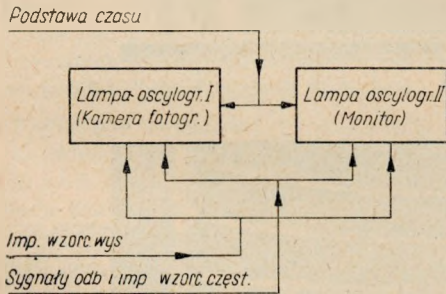 Podstawa czasu
Lampa-oscylogr. I
(Kamera fotogr.)
Lampa oscylogr. II
(Monitor)
Imp. wzorc wys
Sygnały odb i imp wzorc. częst.